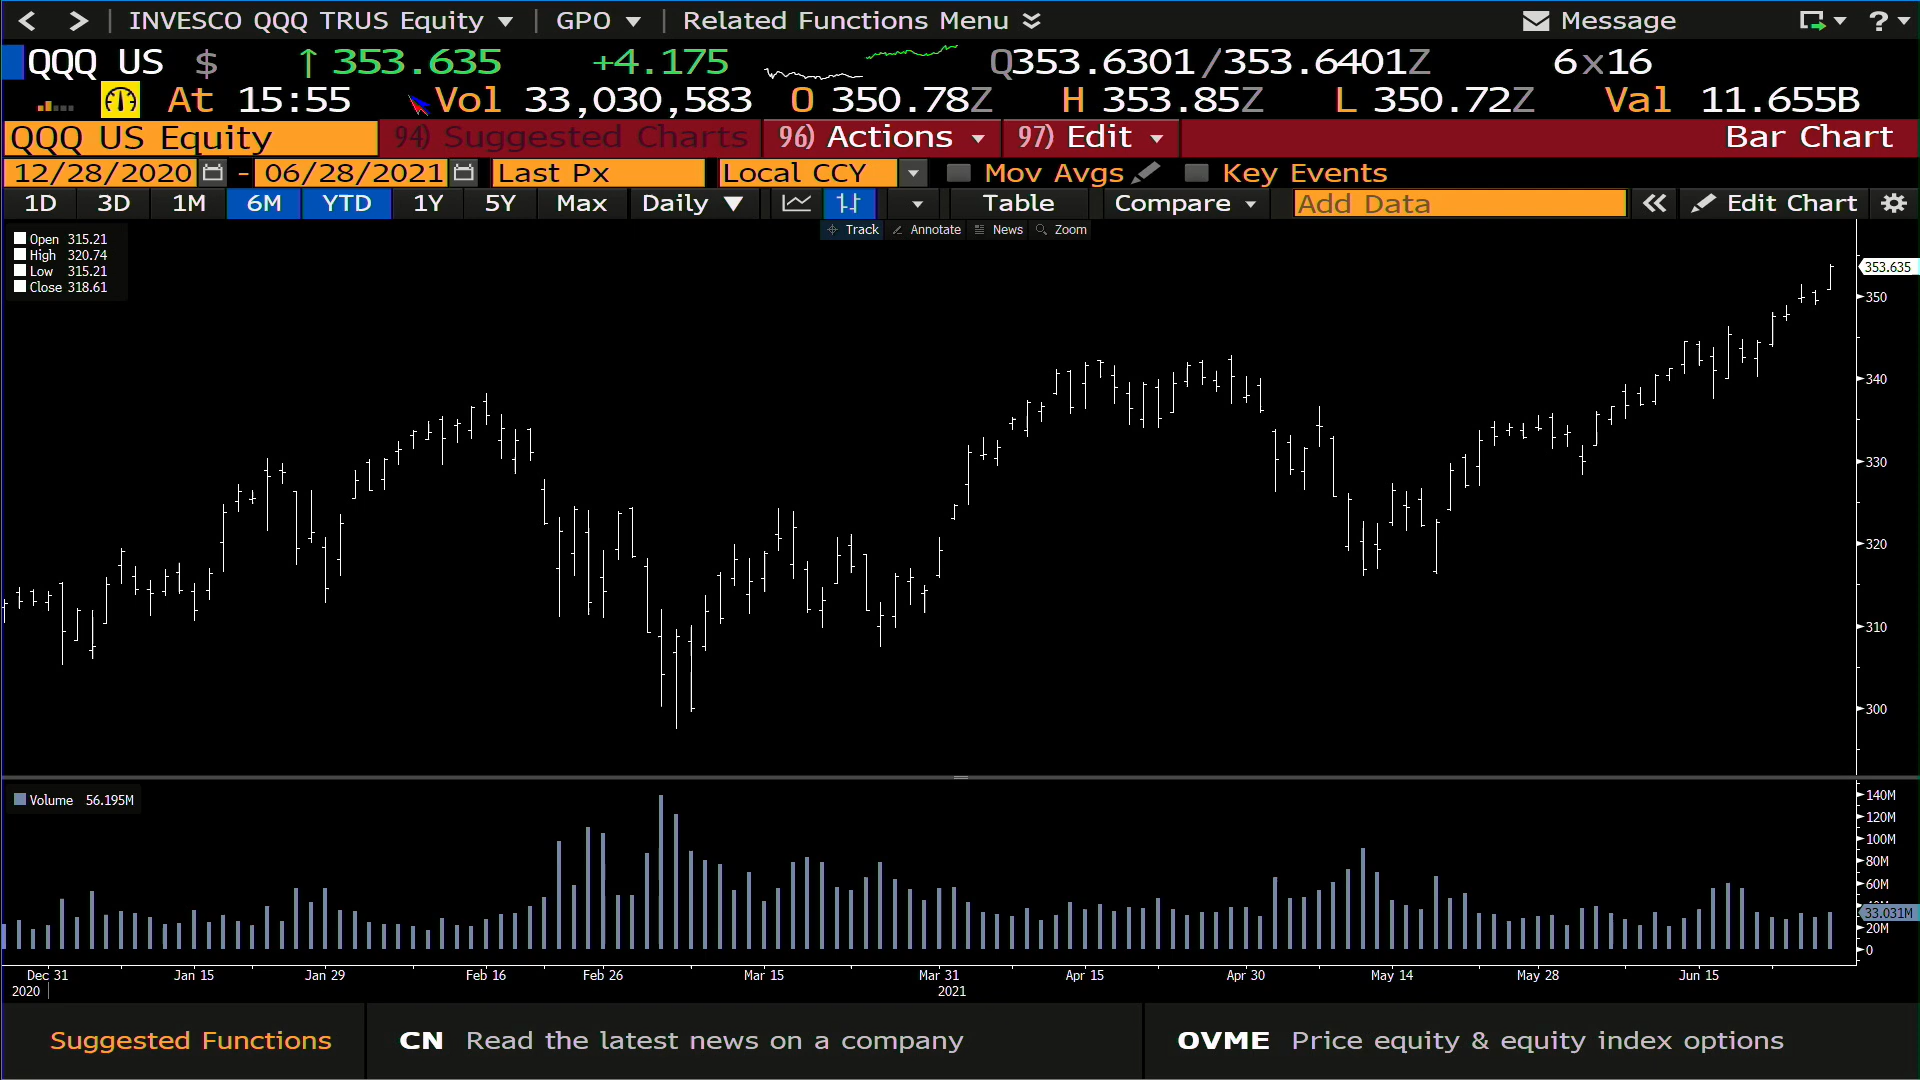 INVESCO QQQ TRUS Equity GPO Related Functions Menu Message ?
QQQ US $ ↑ 353.635 +4.175 Q353.6301/353.6401Z 6x16
At 15:55 Vol 33,030,583 O 350.78Z H 353.85Z L 350.72Z Val 11.655B
QQQ US Equity 94) Suggested Charts 96) Actions 97) Edit Bar Chart
12/28/2020 - 06/28/2021 Last Px Local CCY Mov Avgs Key Events
1D 3D 1M 6M YTD 1Y 5Y Max Daily ▼ Table Compare Add Data « Edit Chart
Track Annotate News Zoom
Open 315.21
High 320.74
Low 315.21
Close 318.61
353.635
350
340
330
320
310
300
Volume 56.195M
140M
120M
100M
80M
60M
33.031M
20M
0
Dec 31 Jan 15 Jan 29 Feb 16 Feb 26 Mar 15 Mar 31 Apr 15 Apr 30 May 14 May 28 Jun 15
2020 2021
Suggested Functions CN Read the latest news on a company OVME Price equity & equity index options